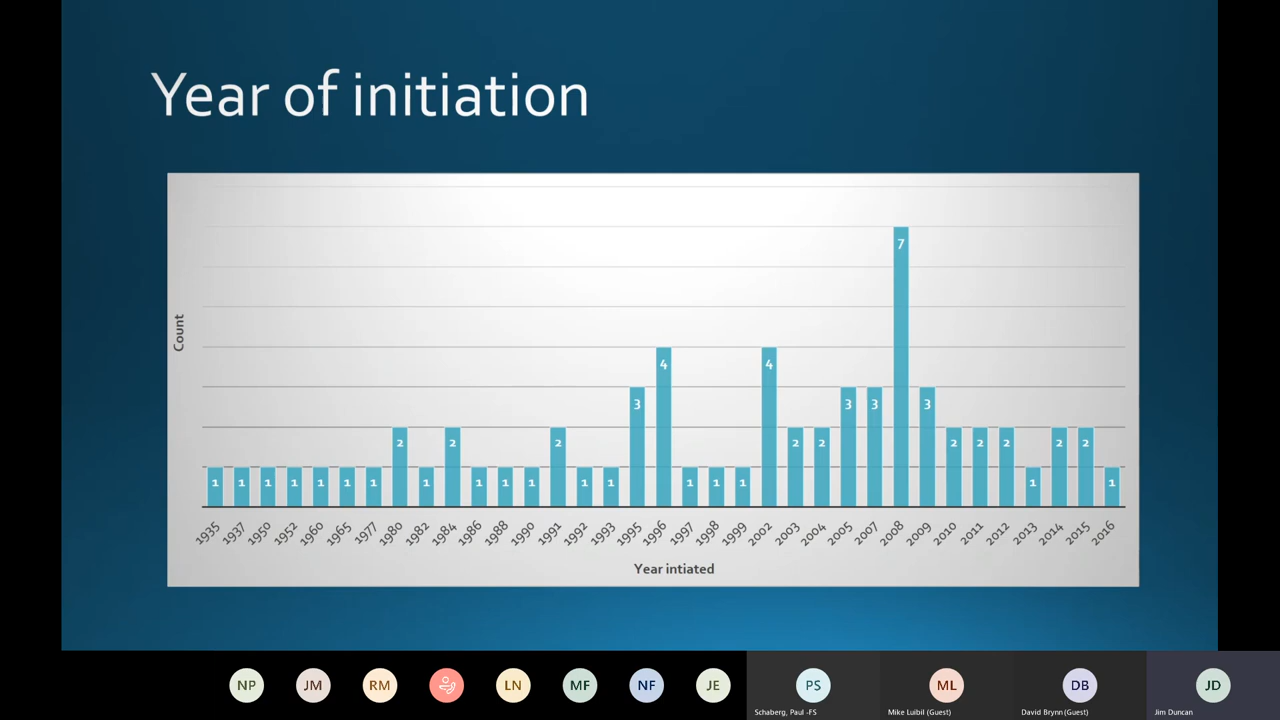 Year of initiation
Count
7
4 4
3 3 3 3
2 2 2 2 2 2 2 2 2 2
1 1 1 1 1 1 1 1 1 1 1 1 1 1 1 1 1 1
1935 1937 1950 1952 1960 1965 1977 1980 1982 1984 1986 1988 1990 1991 1992 1993 1995 1996 1997 1998 1999 2002 2003 2004 2005 2007 2008 2009 2010 2011 2012 2013 2014 2015 2016
Year intiated
NP JM RM LN MF NF JE PS ML DB JD
Schaberg, Paul -FS Mike Luibil (Guest) David Brynn (Guest) Jim Duncan